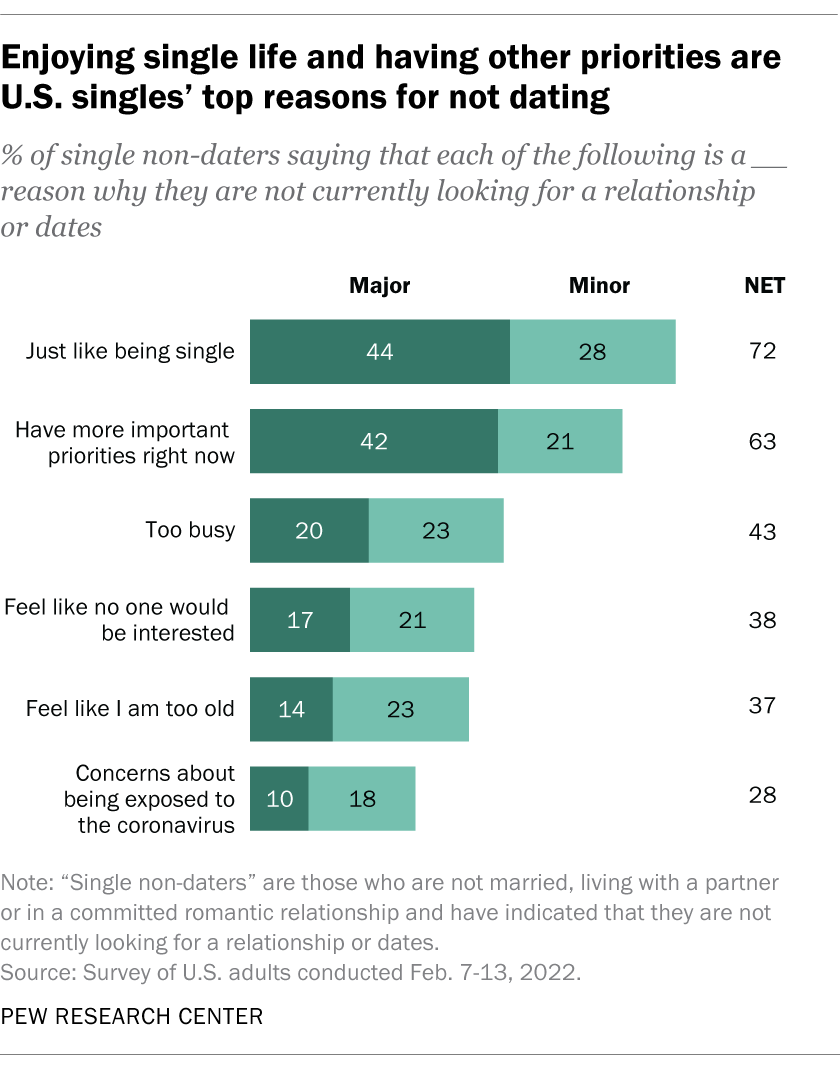 Enjoying single life and having other priorities are
U.S. singles’ top reasons for not dating
% of single non-daters saying that each of the following is a __
reason why they are not currently looking for a relationship
or dates
Major Minor NET
Just like being single 44 28 72
Have more important
priorities right now 42 21 63
Too busy 20 23 43
Feel like no one would
be interested 17 21 38
Feel like I am too old 14 23 37
Concerns about
being exposed to 10 18 28
the coronavirus
Note: “Single non-daters” are those who are not married, living with a partner
or in a committed romantic relationship and have indicated that they are not
currently looking for a relationship or dates.
Source: Survey of U.S. adults conducted Feb. 7-13, 2022.
PEW RESEARCH CENTER